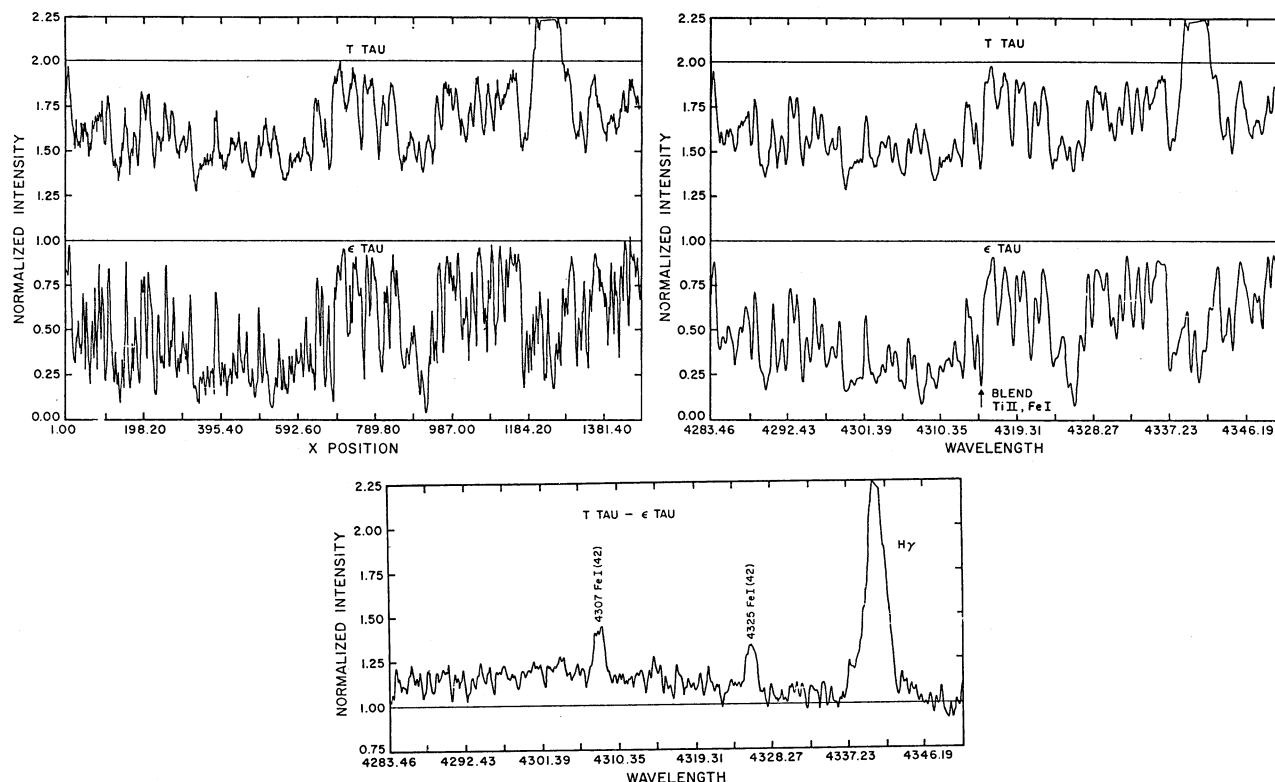 2.25
2.00
1.75
1.50
1.25
1.00
0.75
0.50
0.25
0.00
NORMALIZED INTENSITY
T TAU
ε TAU
1.00 198.20 395.40 592.60 789.80 987.00 1184.20 1381.40
X POSITION
2.25
2.00
1.75
1.50
1.25
1.00
0.75
0.50
0.25
0.00
NORMALIZED INTENSITY
T TAU
ε TAU
BLEND
Ti II, Fe I
4283.46 4292.43 4301.39 4310.35 4319.31 4328.27 4337.23 4346.19
WAVELENGTH
2.25
2.00
1.75
1.50
1.25
1.00
0.75
NORMALIZED INTENSITY
T TAU − ε TAU
4307 Fe I (42)
4325 Fe I (42)
Hγ
4283.46 4292.43 4301.39 4310.35 4319.31 4328.27 4337.23 4346.19
WAVELENGTH